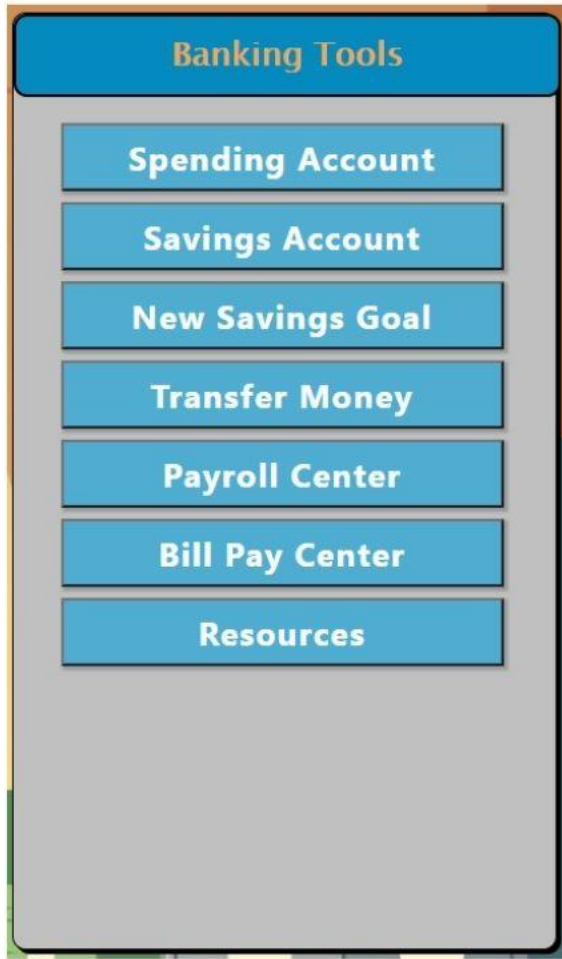 Banking Tools
Spending Account
Savings Account
New Savings Goal
Transfer Money
Payroll Center
Bill Pay Center
Resources